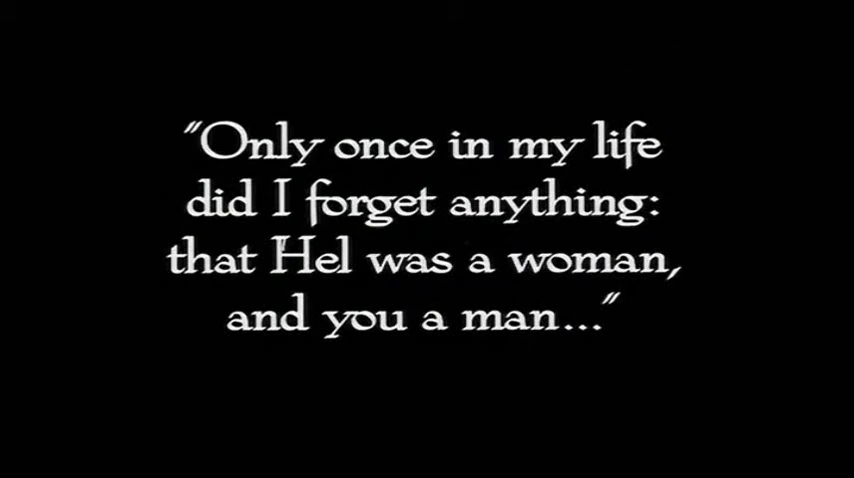 "Only once in my life
did I forget anything:
that Hel was a woman,
and you a man..."